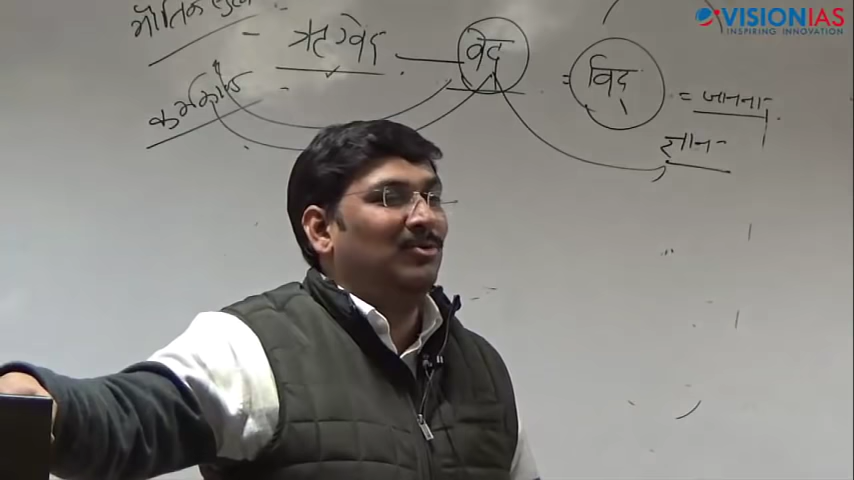 VISIONIAS
INSPIRING INNOVATION
भौतिक
- ऋग्वेद वेद = विद = जानना
कर्मकाण्ड ज्ञान